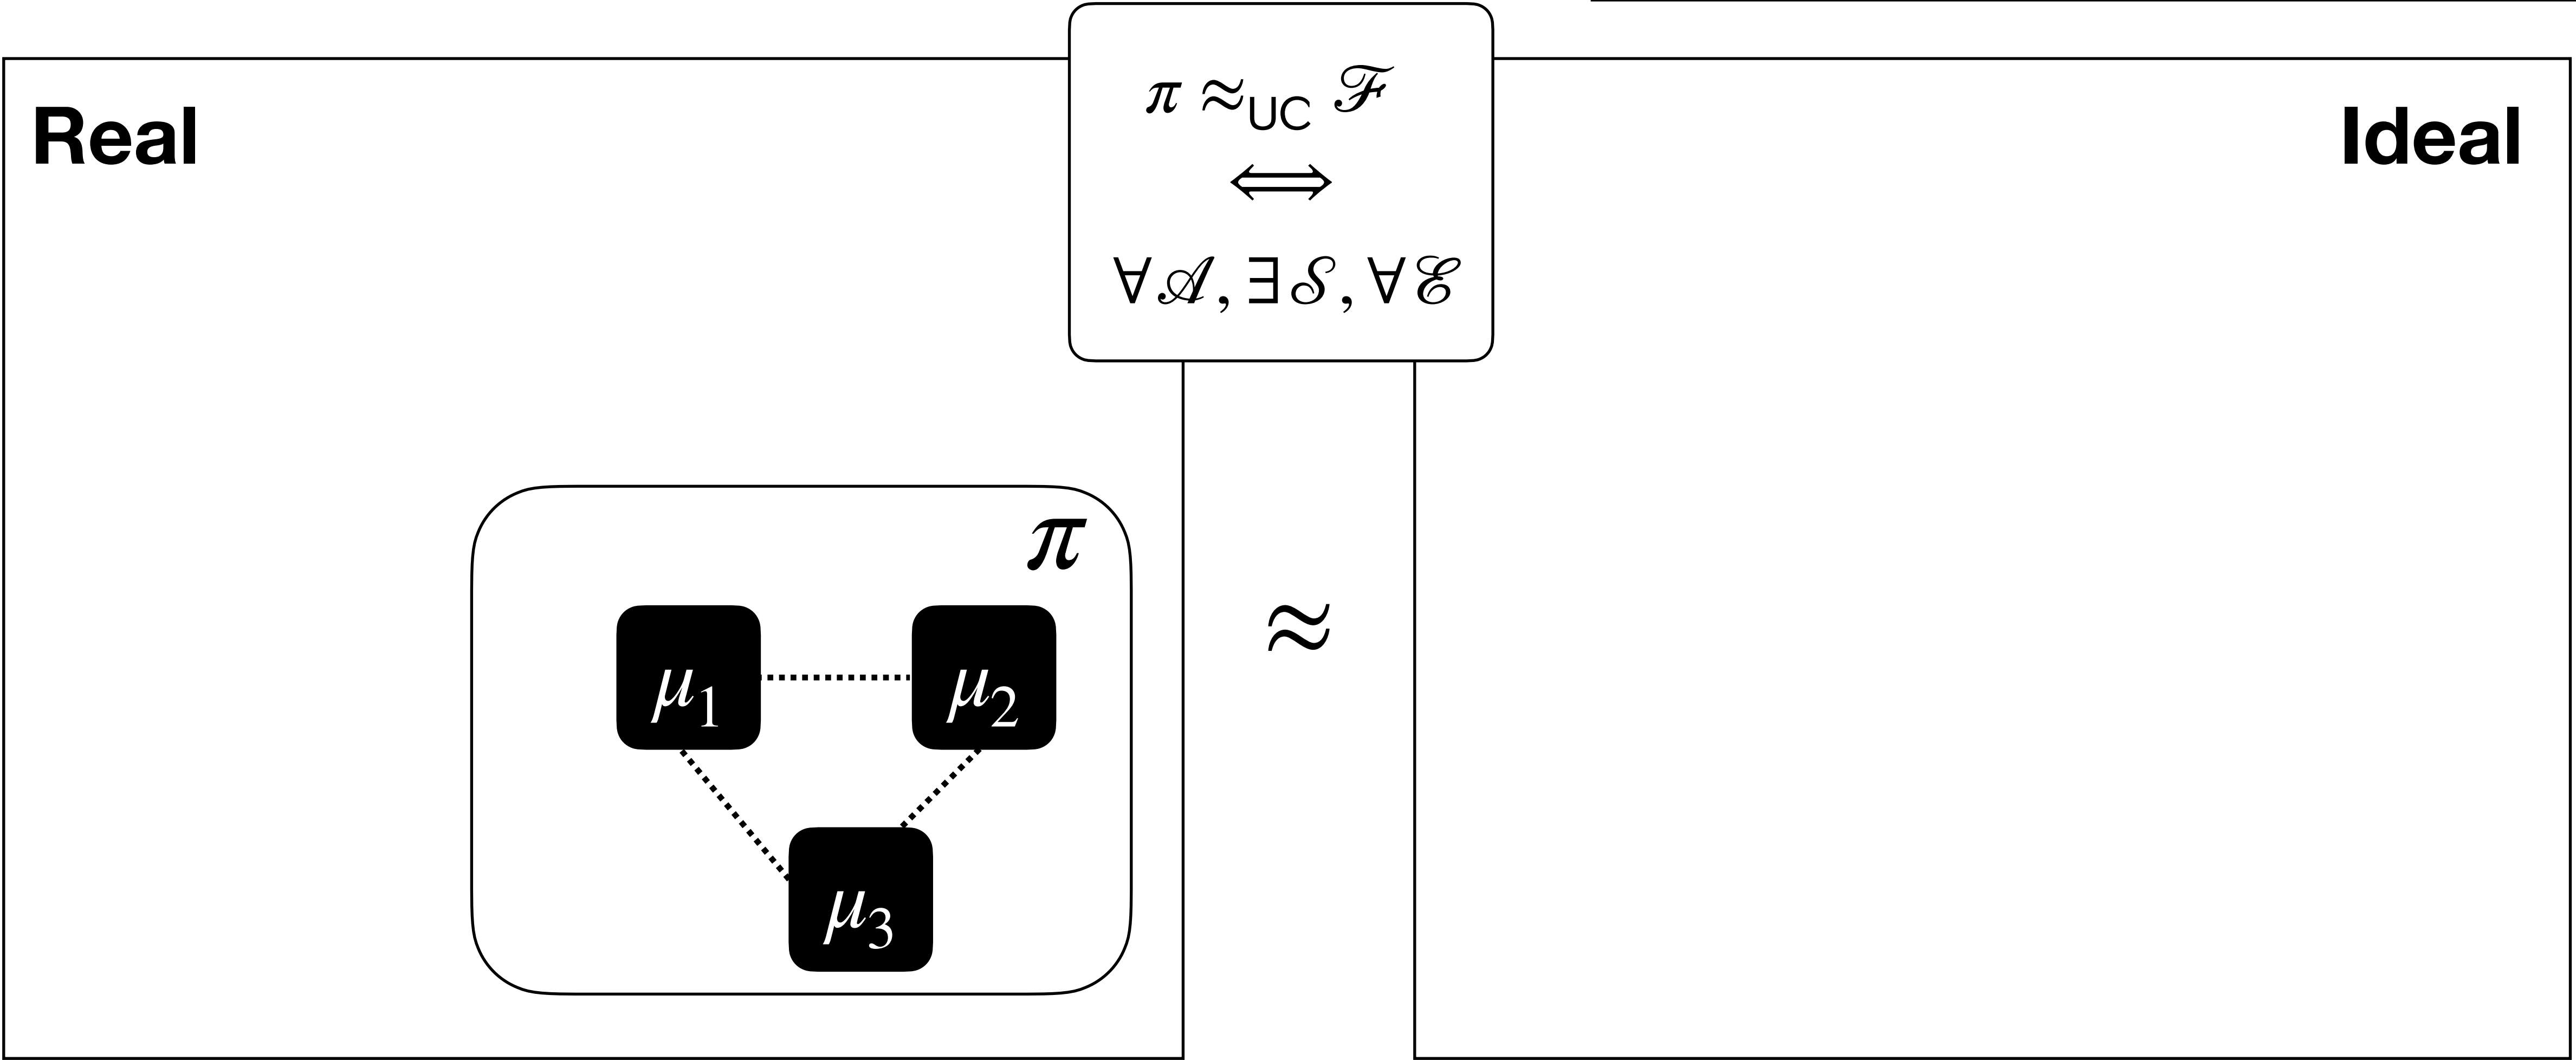 Real
π ≈UC ℱ
⟺
∀𝒜, ∃𝒮, ∀ℰ
Ideal
π
μ1
μ2
≈
μ3